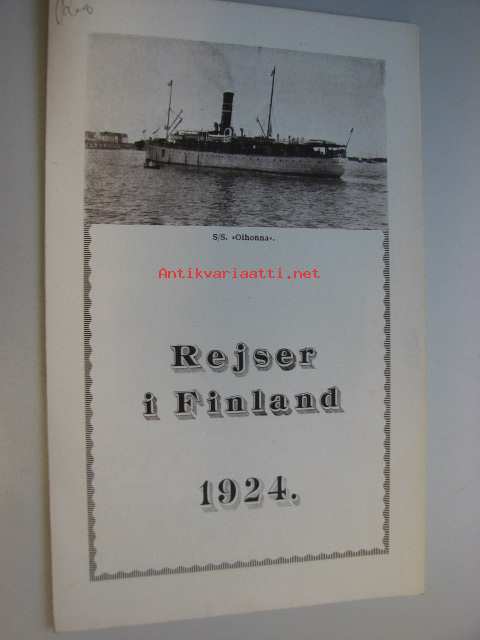 S/S. »Oihonna«.
Antikvariaatti.net
Rejser
i Finland
1924.